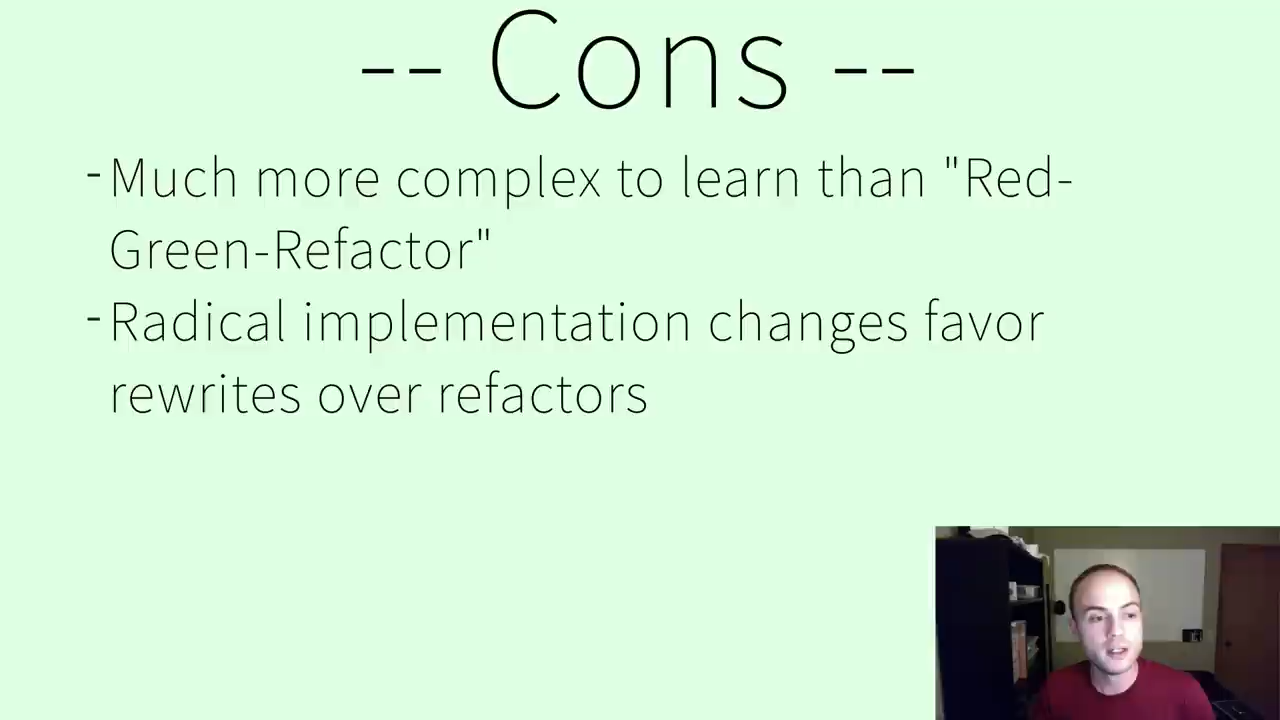 -- Cons --
- Much more complex to learn than "Red-
Green-Refactor"
- Radical implementation changes favor
rewrites over refactors